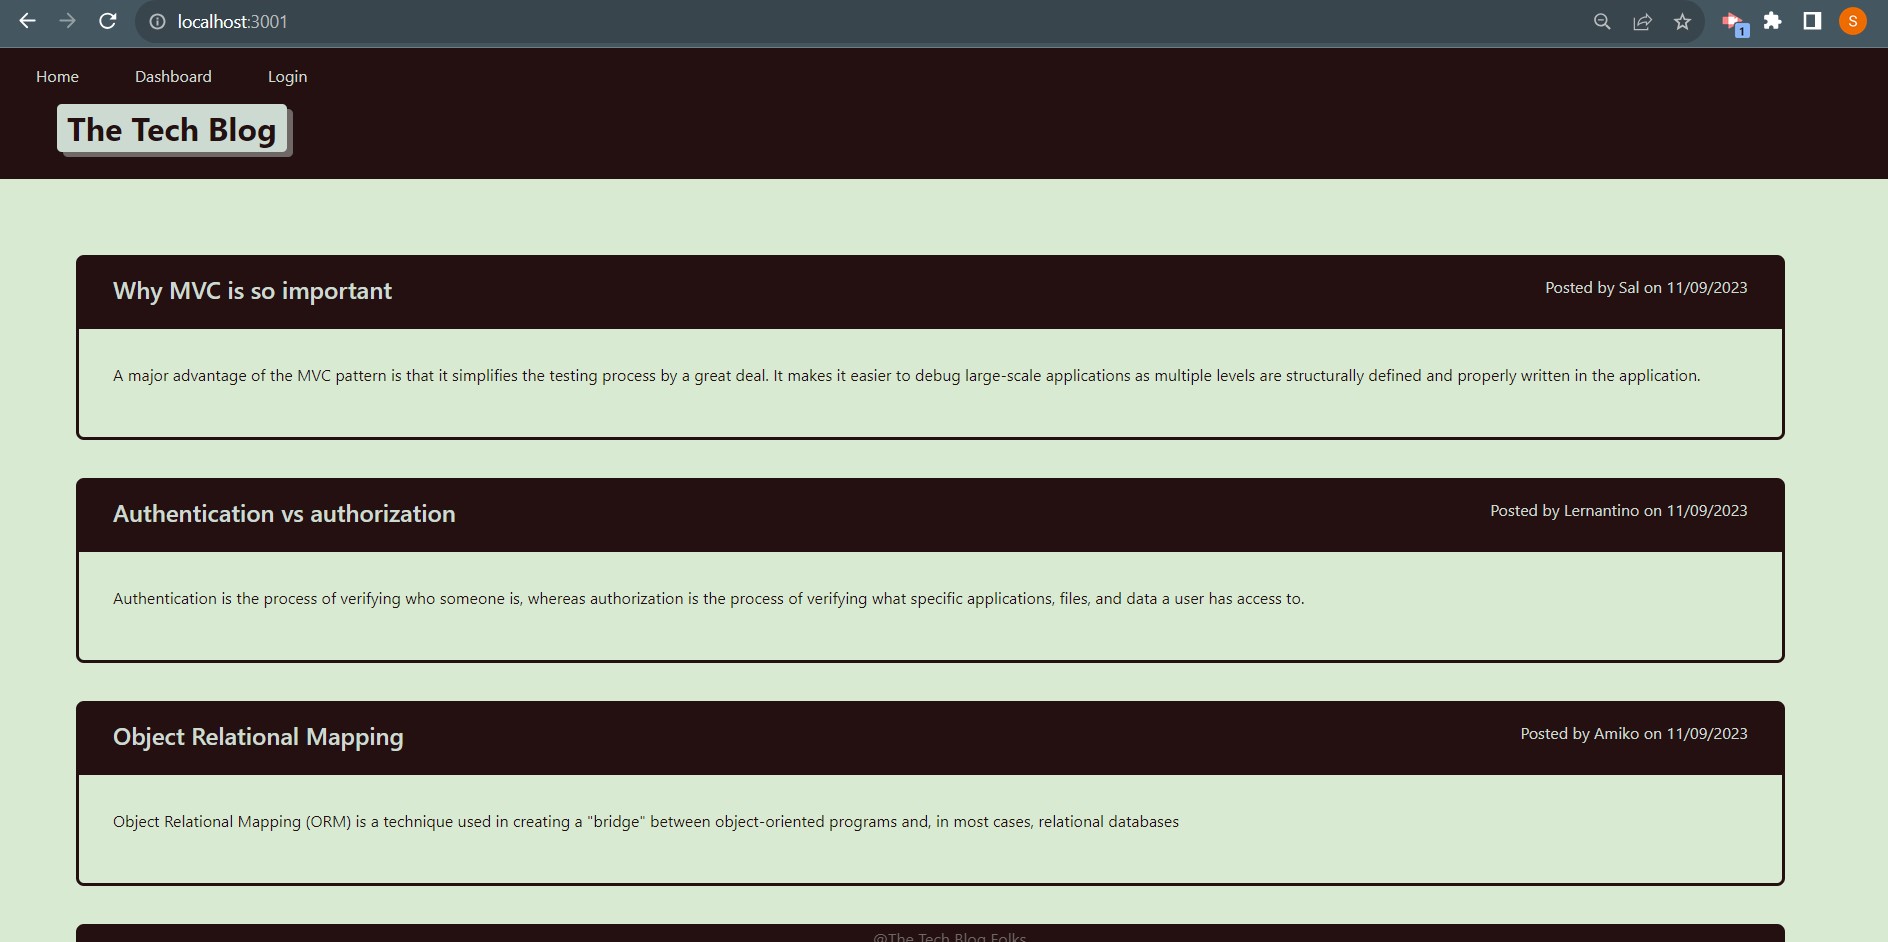 localhost:3001
1
S
Home Dashboard Login
The Tech Blog
Why MVC is so important
Posted by Sal on 11/09/2023
A major advantage of the MVC pattern is that it simplifies the testing process by a great deal. It makes it easier to debug large-scale applications as multiple levels are structurally defined and properly written in the application.
Authentication vs authorization
Posted by Lernantino on 11/09/2023
Authentication is the process of verifying who someone is, whereas authorization is the process of verifying what specific applications, files, and data a user has access to.
Object Relational Mapping
Posted by Amiko on 11/09/2023
Object Relational Mapping (ORM) is a technique used in creating a "bridge" between object-oriented programs and, in most cases, relational databases
@The Tech Blog Folks